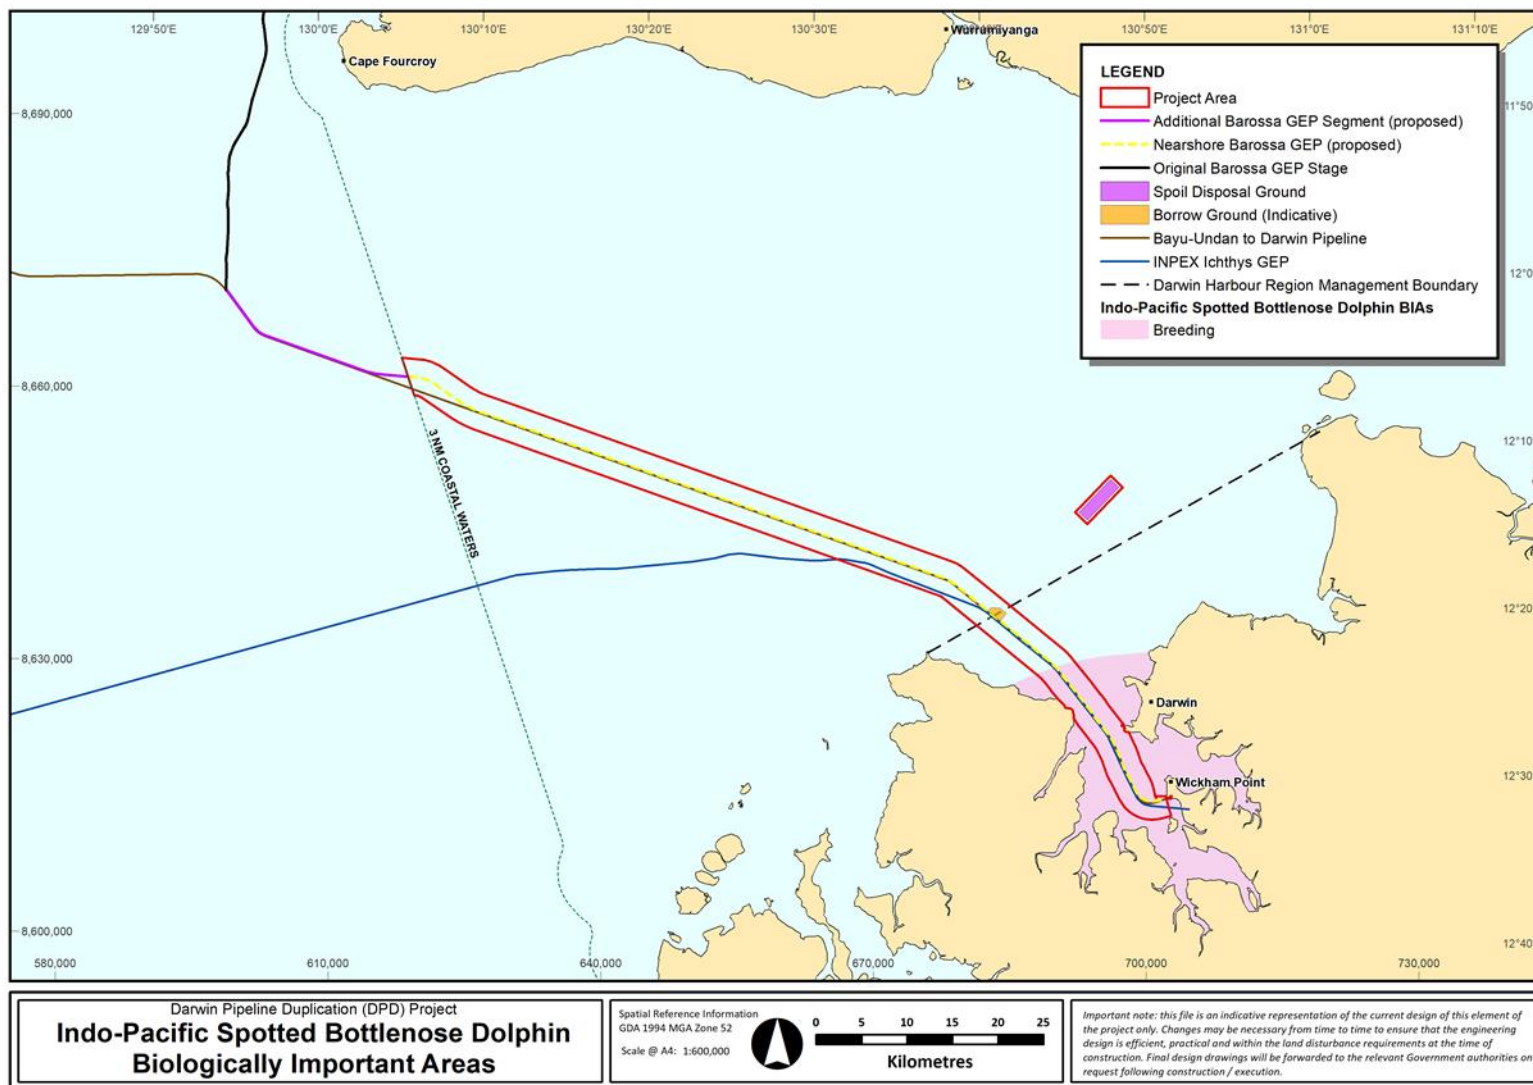 129°50'E
130°0'E
130°10'E
130°20'E
130°30'E
130°50'E
131°0'E
131°10'E
Wurrumiyanga
Cape Fourcroy
8,690,000
8,660,000
8,630,000
8,600,000
LEGEND
Project Area
Additional Barossa GEP Segment (proposed)
Nearshore Barossa GEP (proposed)
Original Barossa GEP Stage
Spoil Disposal Ground
Borrow Ground (Indicative)
Bayu-Undan to Darwin Pipeline
INPEX Ichthys GEP
Darwin Harbour Region Management Boundary
Indo-Pacific Spotted Bottlenose Dolphin BIAs
Breeding
11°50
12°0
12°10
12°20
12°30
12°40
3 NM COASTAL WATERS
Darwin
Wickham Point
580,000
610,000
640,000
670,000
700,000
730,000
Darwin Pipeline Duplication (DPD) Project
Indo-Pacific Spotted Bottlenose Dolphin
Biologically Important Areas
Spatial Reference Information
GDA 1994 MGA Zone 52
Scale @ A4: 1:600,000
0 5 10 15 20 25
Kilometres
Important note: this file is an indicative representation of the current design of this element of
the project only. Changes may be necessary from time to time to ensure that the engineering
design is efficient, practical and within the land disturbance requirements at the time of
construction. Final design drawings will be forwarded to the relevant Government authorities on
request following construction / execution.